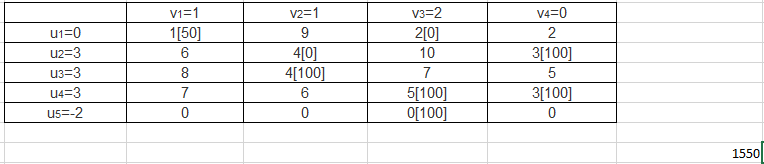 v1=1 v2=1 v3=2 v4=0
u1=0 1[50] 9 2[0] 2
u2=3 6 4[0] 10 3[100]
u3=3 8 4[100] 7 5
u4=3 7 6 5[100] 3[100]
u5=-2 0 0 0[100] 0
1550